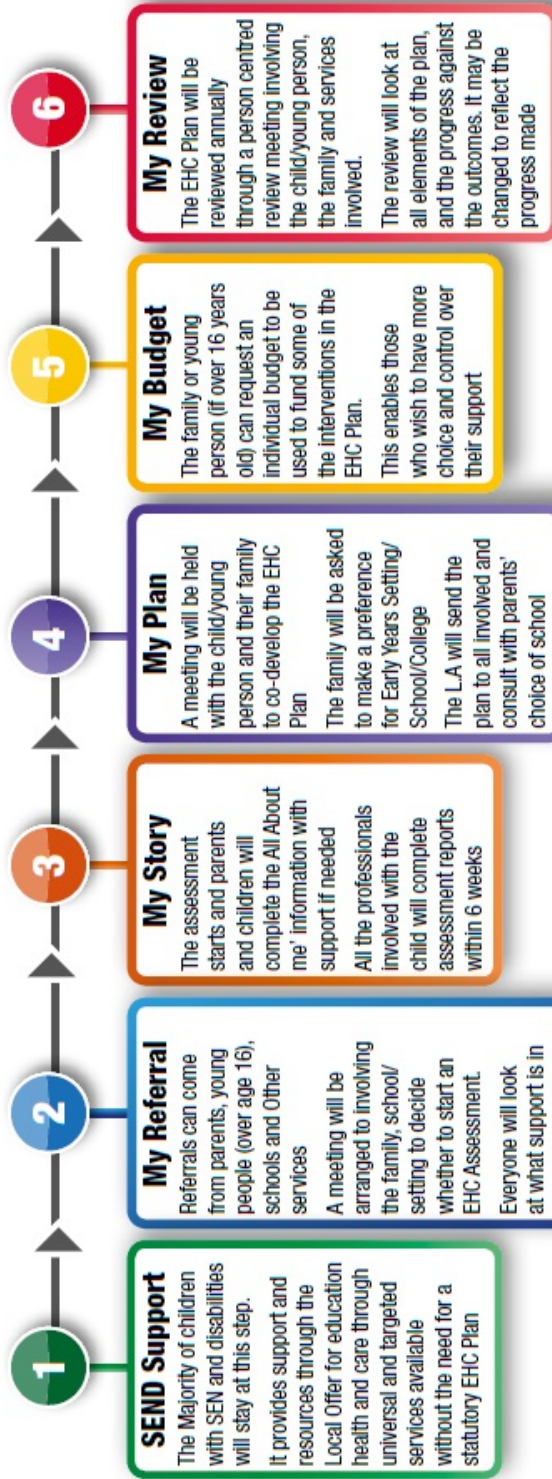 1
SEND Support
The Majority of children
with SEN and disabilities
will stay at this step.
It provides support and
resources through the
Local Offer for education
health and care through
universal and targeted
services available
without the need for a
statutory EHC Plan
2
My Referral
Referrals can come
from parents, young
people (over age 16),
schools and Other
services
A meeting will be
arranged to involving
the family, school/
setting to decide
whether to start an
EHC Assessment.
Everyone will look
at what support is in
3
My Story
The assessment
starts and parents
and children will
complete the All About
me' information with
support if needed
All the professionals
involved with the
child will complete
assessment reports
within 6 weeks
4
My Plan
A meeting will be held
with the child/young
person and their family
to co-develop the EHC
Plan
The family will be asked
to make a preference
for Early Years Setting/
School/College
The L.A will send the
plan to all involved and
consult with parents'
choice of school
5
My Budget
The family or young
person (if over 16 years
old) can request an
individual budget to be
used to fund some of
the interventions in the
EHC Plan.
This enables those
who wish to have more
choice and control over
their support
6
My Review
The EHC Plan will be
reviewed annually
through a person centred
review meeting involving
the child/young person,
the family and services
involved.
The review will look at
all elements of the plan,
and the progress against
the outcomes. It may be
changed to reflect the
progress made